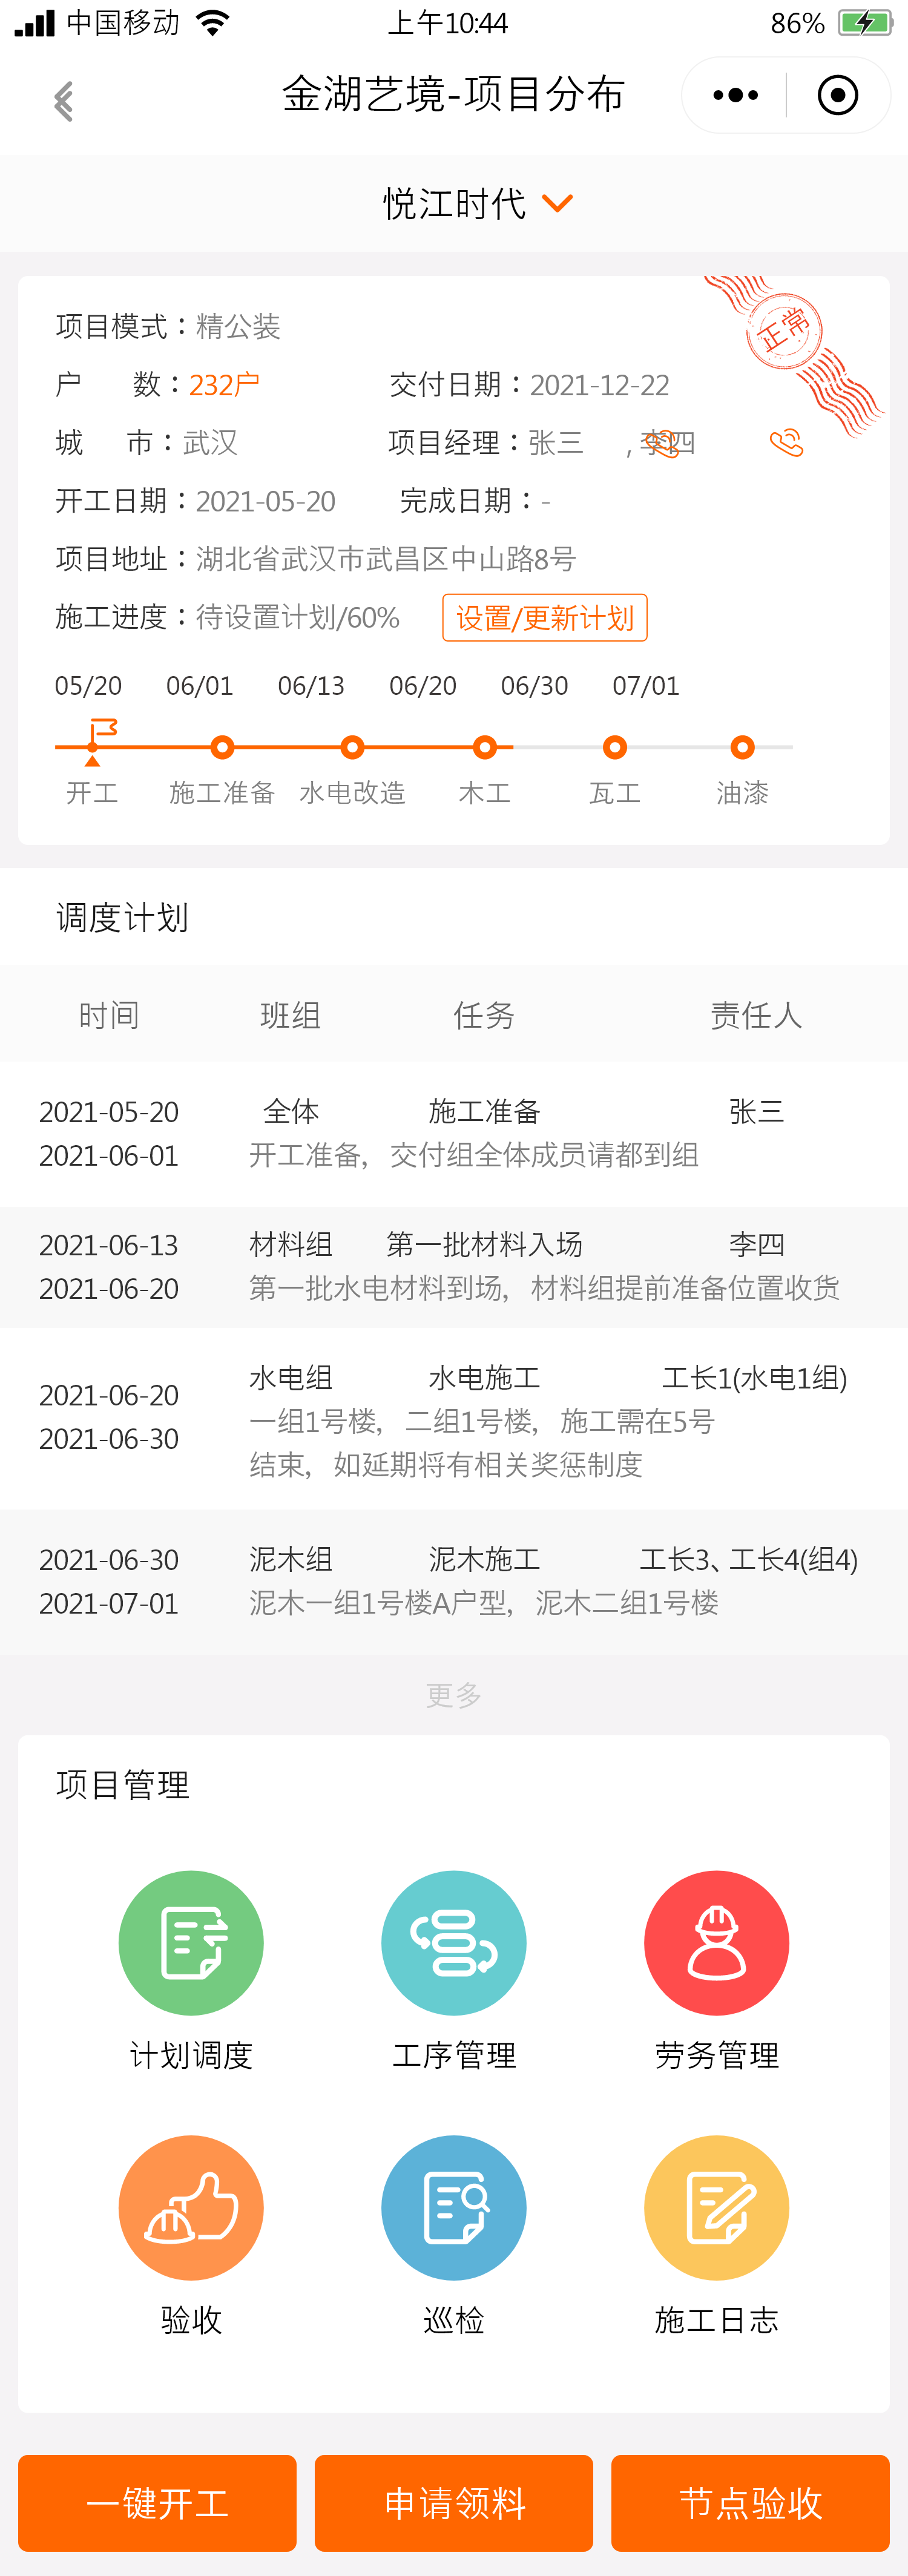 中国移动 上午10:44 86%
金湖艺境-项目分布
悦江时代
正常
项目模式：精公装
户 数：232户 交付日期：2021-12-22
城 市：武汉 项目经理：张三 , 李四
开工日期：2021-05-20 完成日期：-
项目地址：湖北省武汉市武昌区中山路8号
施工进度：待设置计划/60% 设置/更新计划
05/20 06/01 06/13 06/20 06/30 07/01
开工 施工准备 水电改造 木工 瓦工 油漆
调度计划
时间 班组 任务 责任人
2021-05-20 全体 施工准备 张三
2021-06-01 开工准备，交付组全体成员请都到组
2021-06-13 材料组 第一批材料入场 李四
2021-06-20 第一批水电材料到场，材料组提前准备位置收货
水电组 水电施工 工长1(水电1组)
2021-06-20 一组1号楼，二组1号楼，施工需在5号
2021-06-30 结束，如延期将有相关奖惩制度
2021-06-30 泥木组 泥木施工 工长3、工长4(组4)
2021-07-01 泥木一组1号楼A户型，泥木二组1号楼
更多
项目管理
计划调度 工序管理 劳务管理
验收 巡检 施工日志
一键开工 申请领料 节点验收